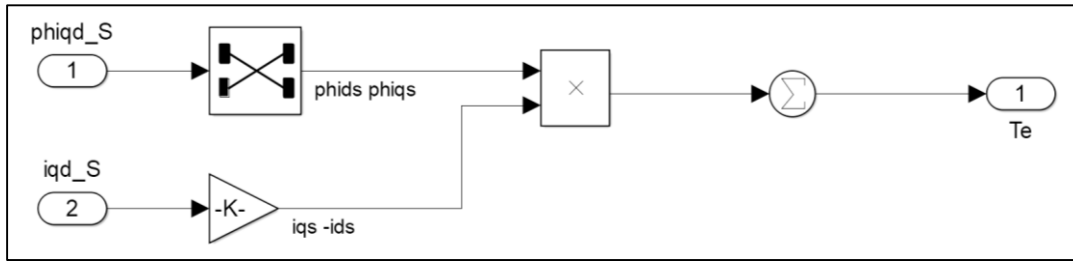 phiqd_S
1
phids phiqs
×
∑
1
Te
iqd_S
2
-K-
iqs -ids